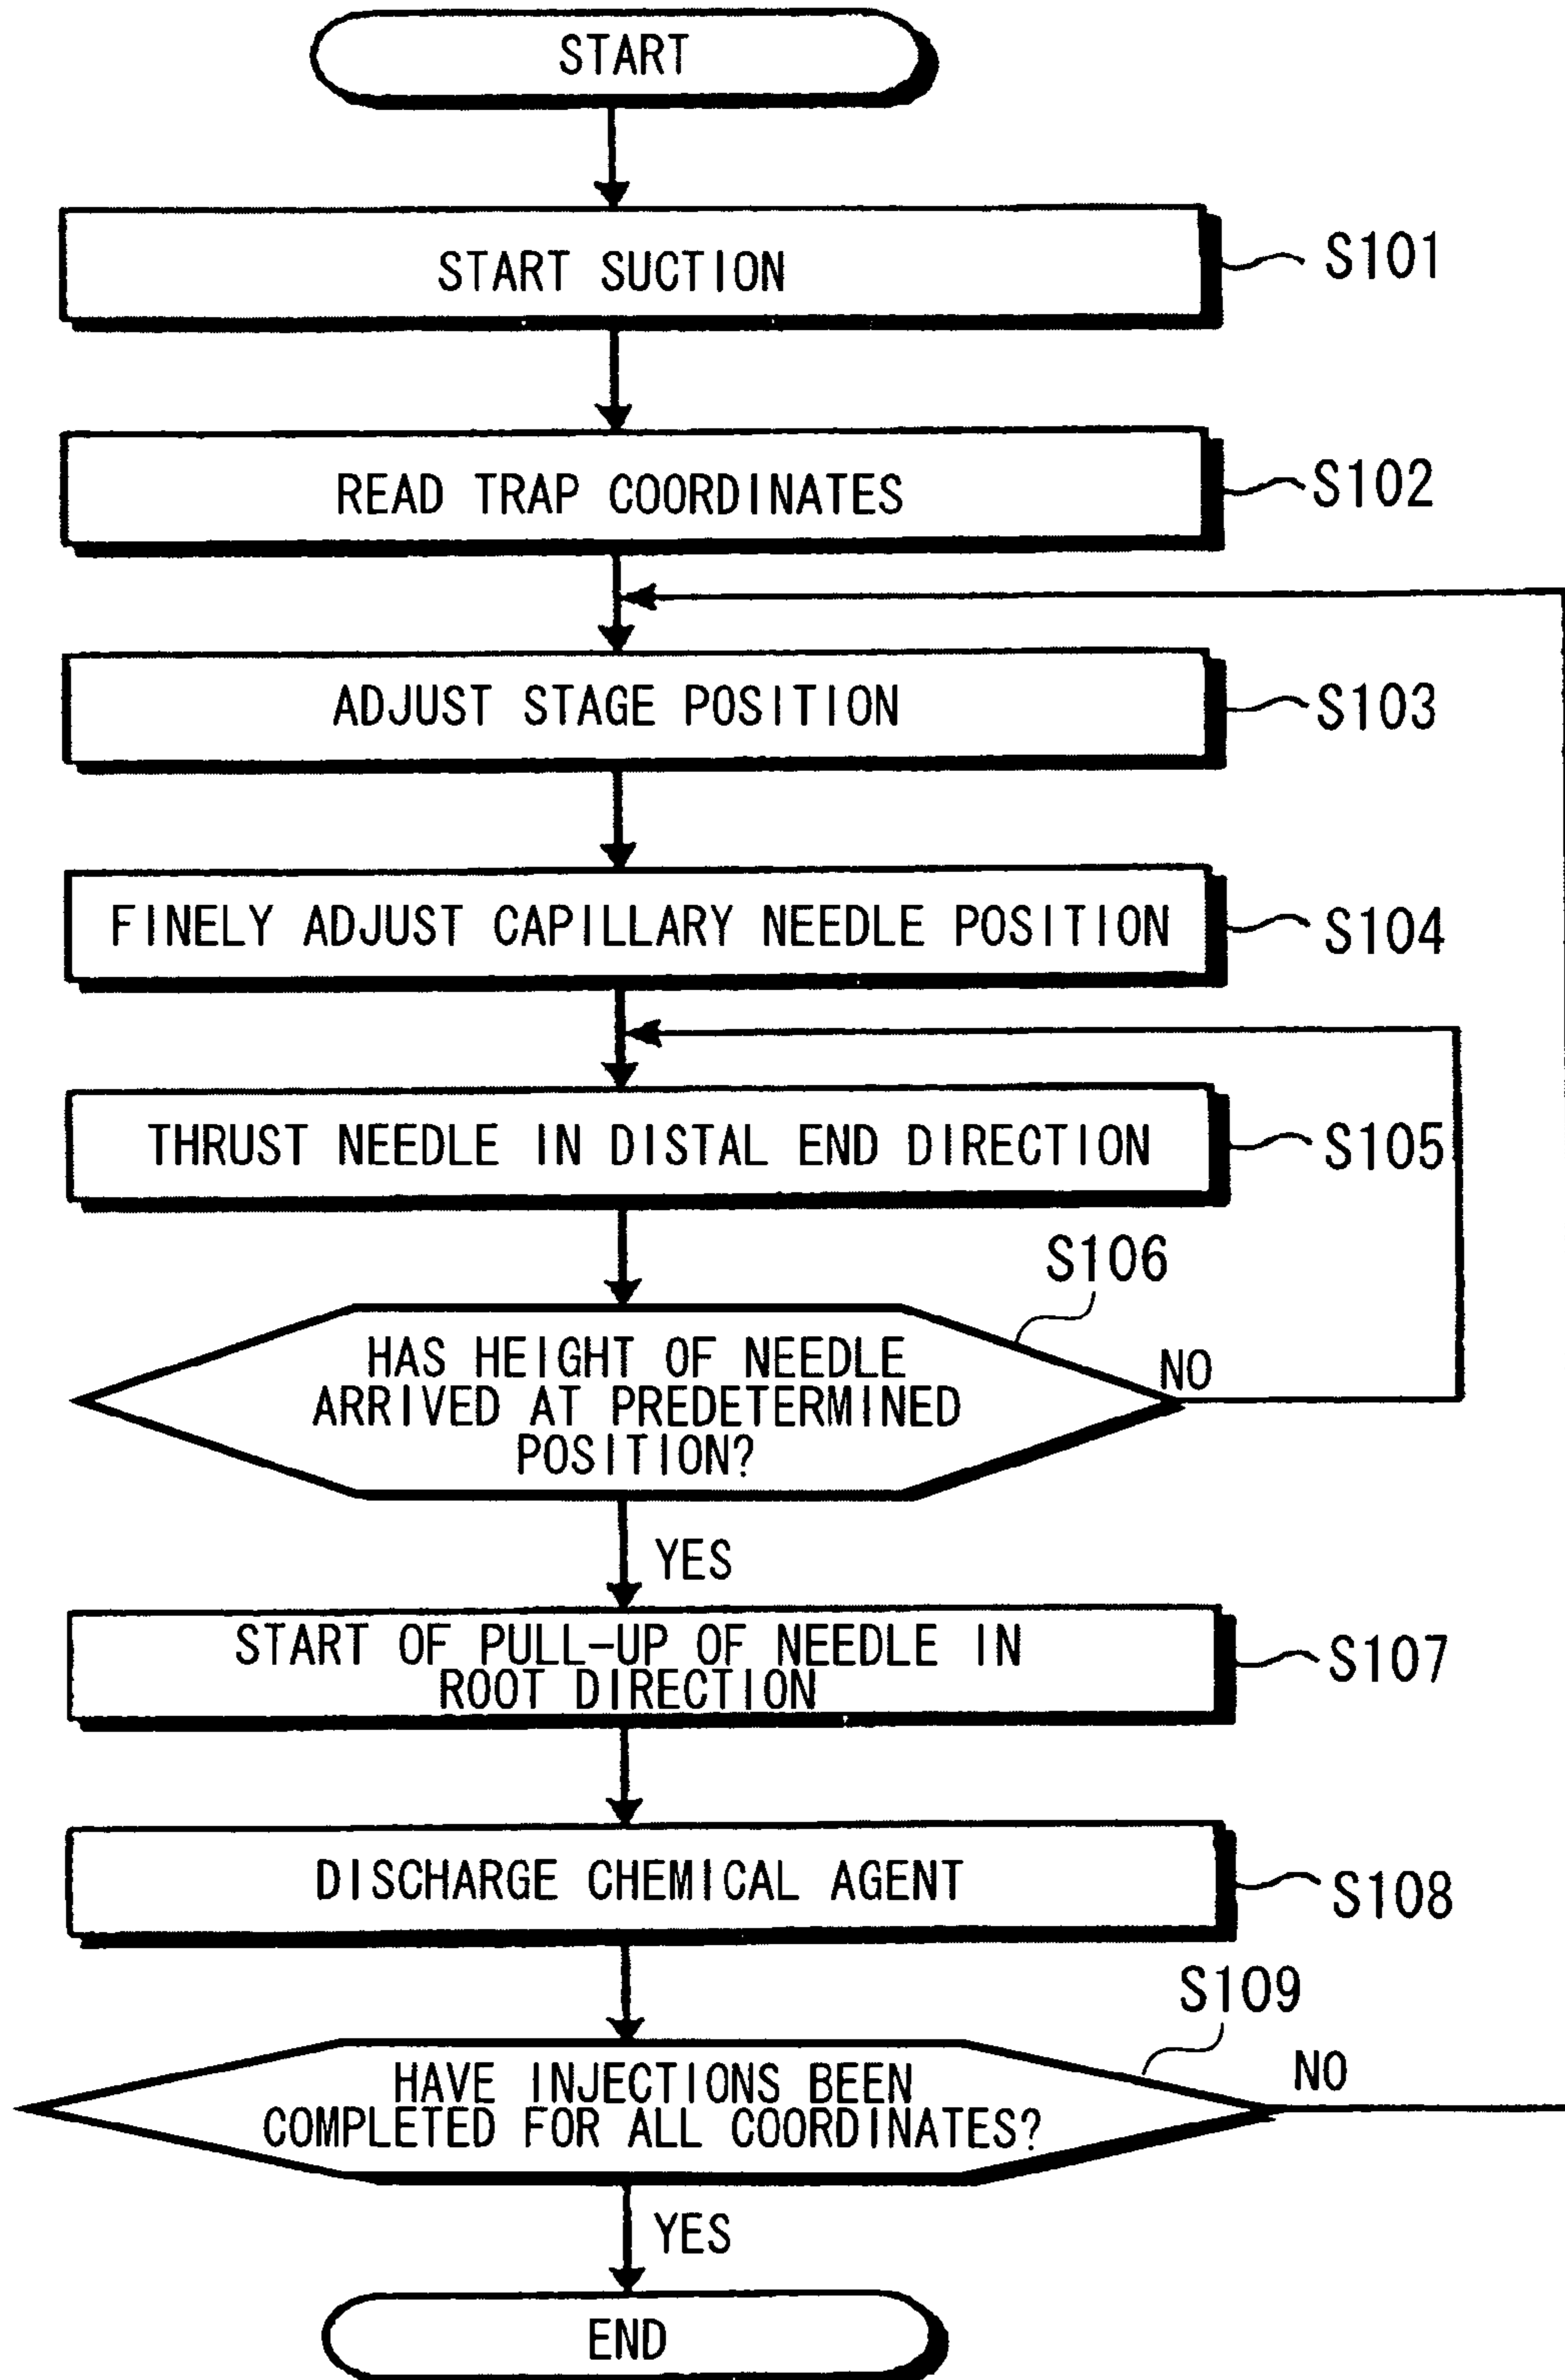 START
START SUCTION
S101
READ TRAP COORDINATES
S102
ADJUST STAGE POSITION
S103
FINELY ADJUST CAPILLARY NEEDLE POSITION
S104
THRUST NEEDLE IN DISTAL END DIRECTION
S105
S106
HAS HEIGHT OF NEEDLE
ARRIVED AT PREDETERMINED
POSITION?
NO
YES
START OF PULL-UP OF NEEDLE IN
ROOT DIRECTION
S107
DISCHARGE CHEMICAL AGENT
S108
S109
HAVE INJECTIONS BEEN
COMPLETED FOR ALL COORDINATES?
NO
YES
END